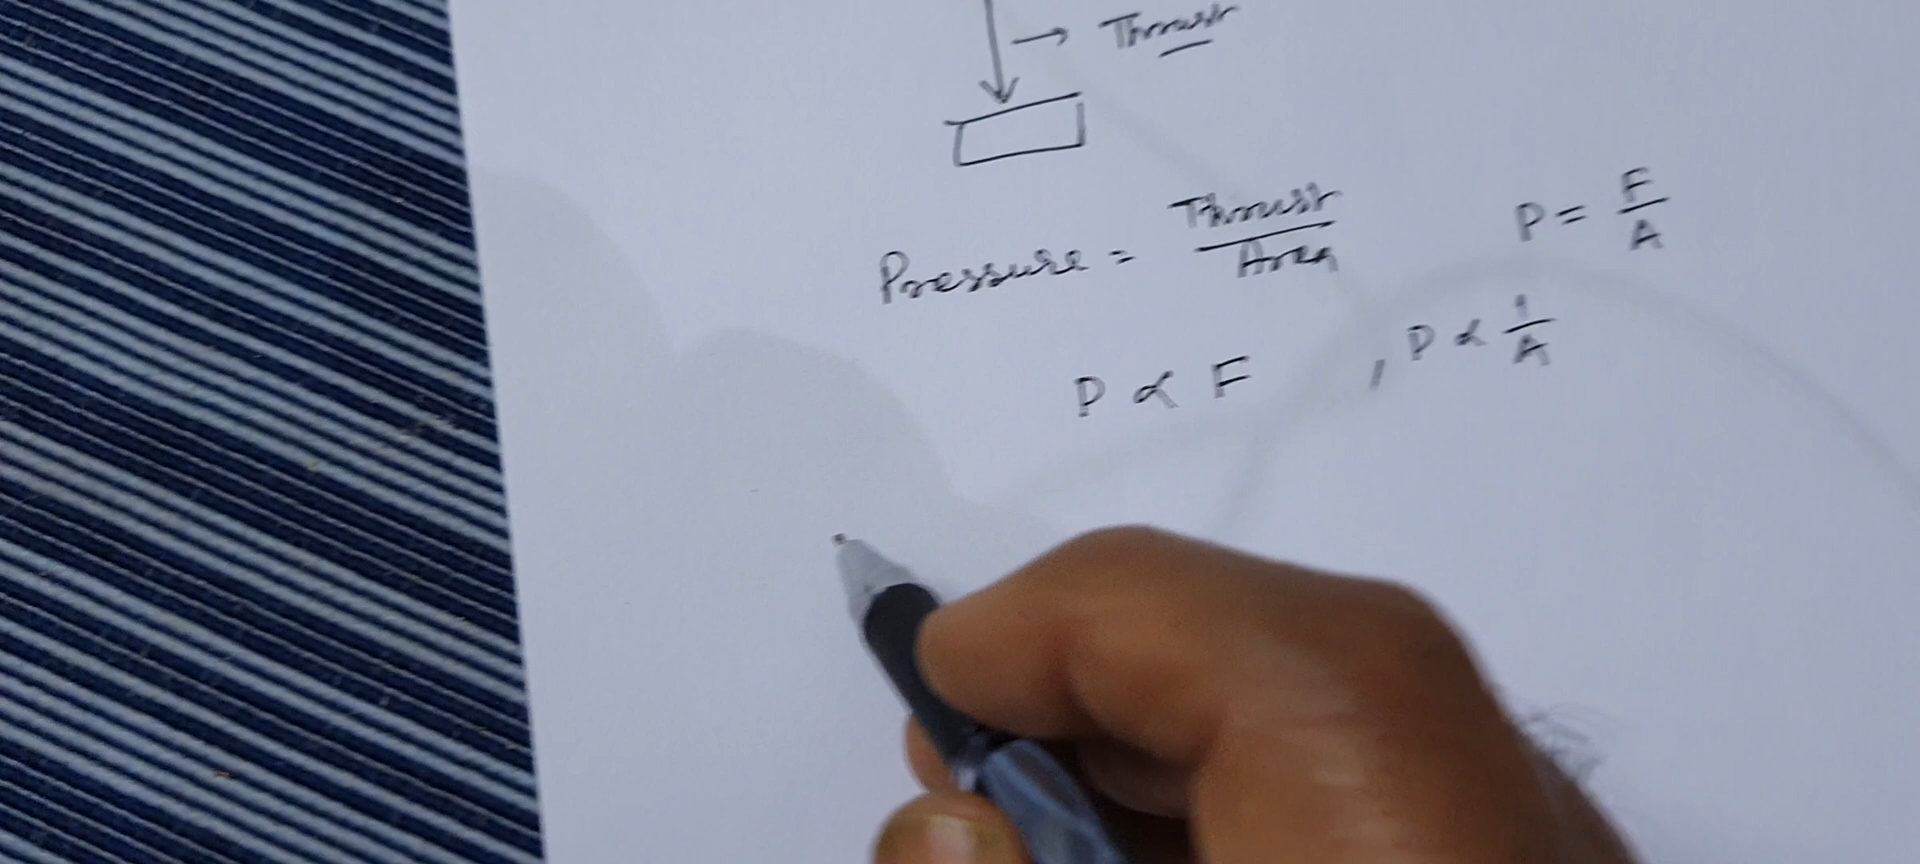 → Thrust
Pressure = Thrust / Area
P = F / A
P ∝ F , P ∝ 1 / A